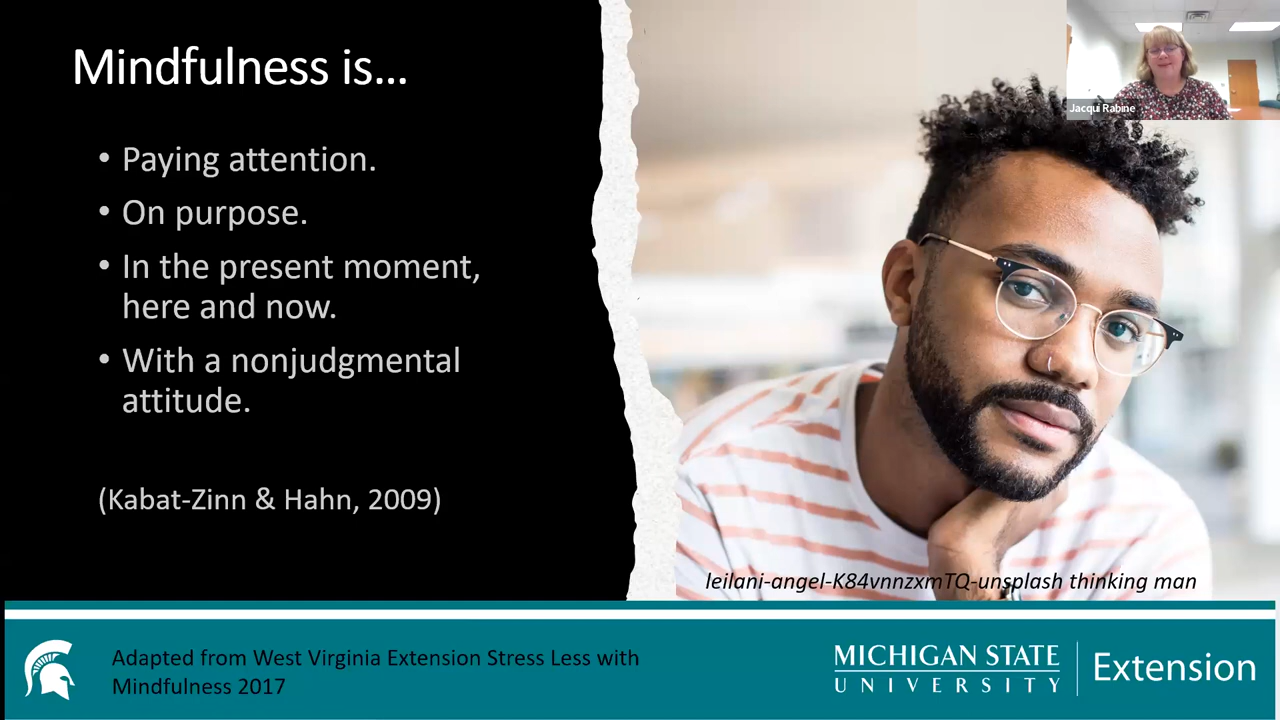 Mindfulness is...
• Paying attention.
• On purpose.
• In the present moment,
here and now.
• With a nonjudgmental
attitude.
(Kabat-Zinn & Hahn, 2009)
Jacqui Rabine
leilani-angel-K84vnnzxmTQ-unsplash thinking man
Adapted from West Virginia Extension Stress Less with
Mindfulness 2017
MICHIGAN STATE
UNIVERSITY
Extension